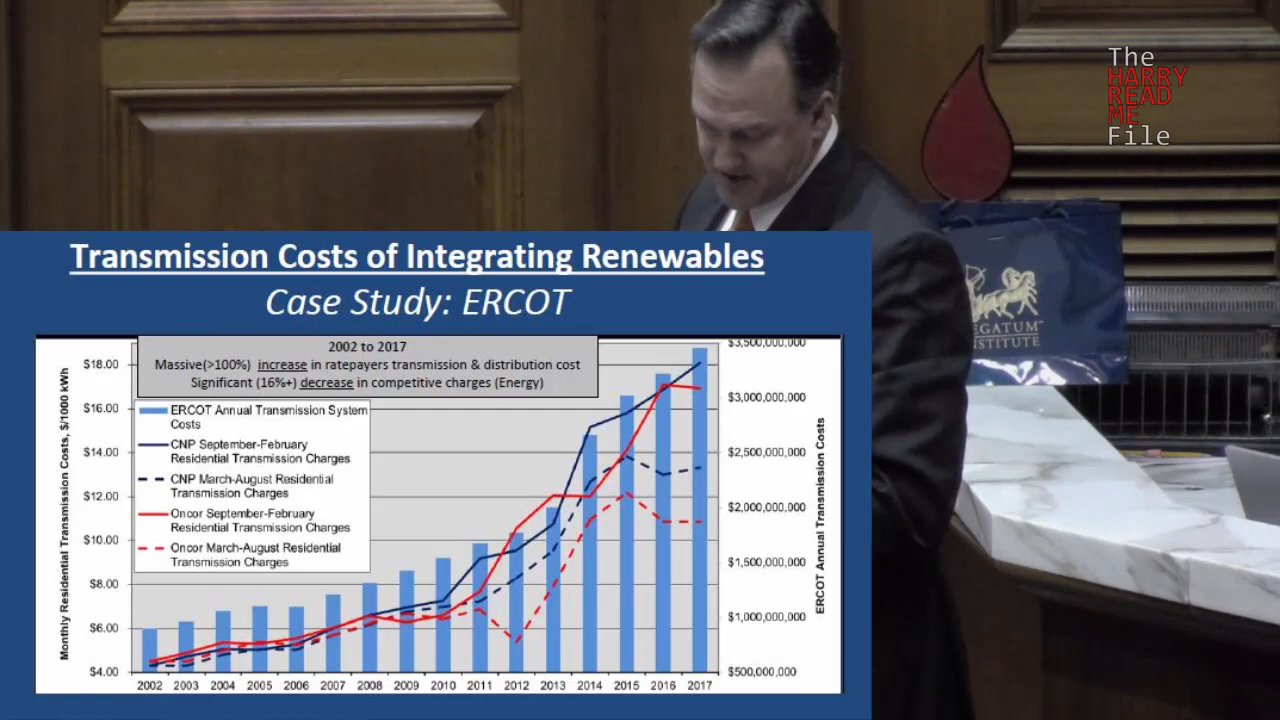 The
HARRY
READ
ME
File
EGATUM
NSTITUTE
Transmission Costs of Integrating Renewables
Case Study: ERCOT
2002 to 2017
Massive(>100%) increase in ratepayers transmission & distribution cost
Significant (16%+) decrease in competitive charges (Energy)
Monthly Residential Transmission Costs, $/1000 kWh
$18.00
$16.00
$14.00
$12.00
$10.00
$8.00
$6.00
$4.00
ERCOT Annual Transmission System
Costs
CNP September-February
Residential Transmission Charges
CNP March-August Residential
Transmission Charges
Oncor September-February
Residential Transmission Charges
Oncor March-August Residential
Transmission Charges
$3,500,000,000
$3,000,000,000
$2,500,000,000
$2,000,000,000
$1,500,000,000
$1,000,000,000
$500,000,000
ERCOT Annual Transmission Costs
2002 2003 2004 2005 2006 2007 2008 2009 2010 2011 2012 2013 2014 2015 2016 2017